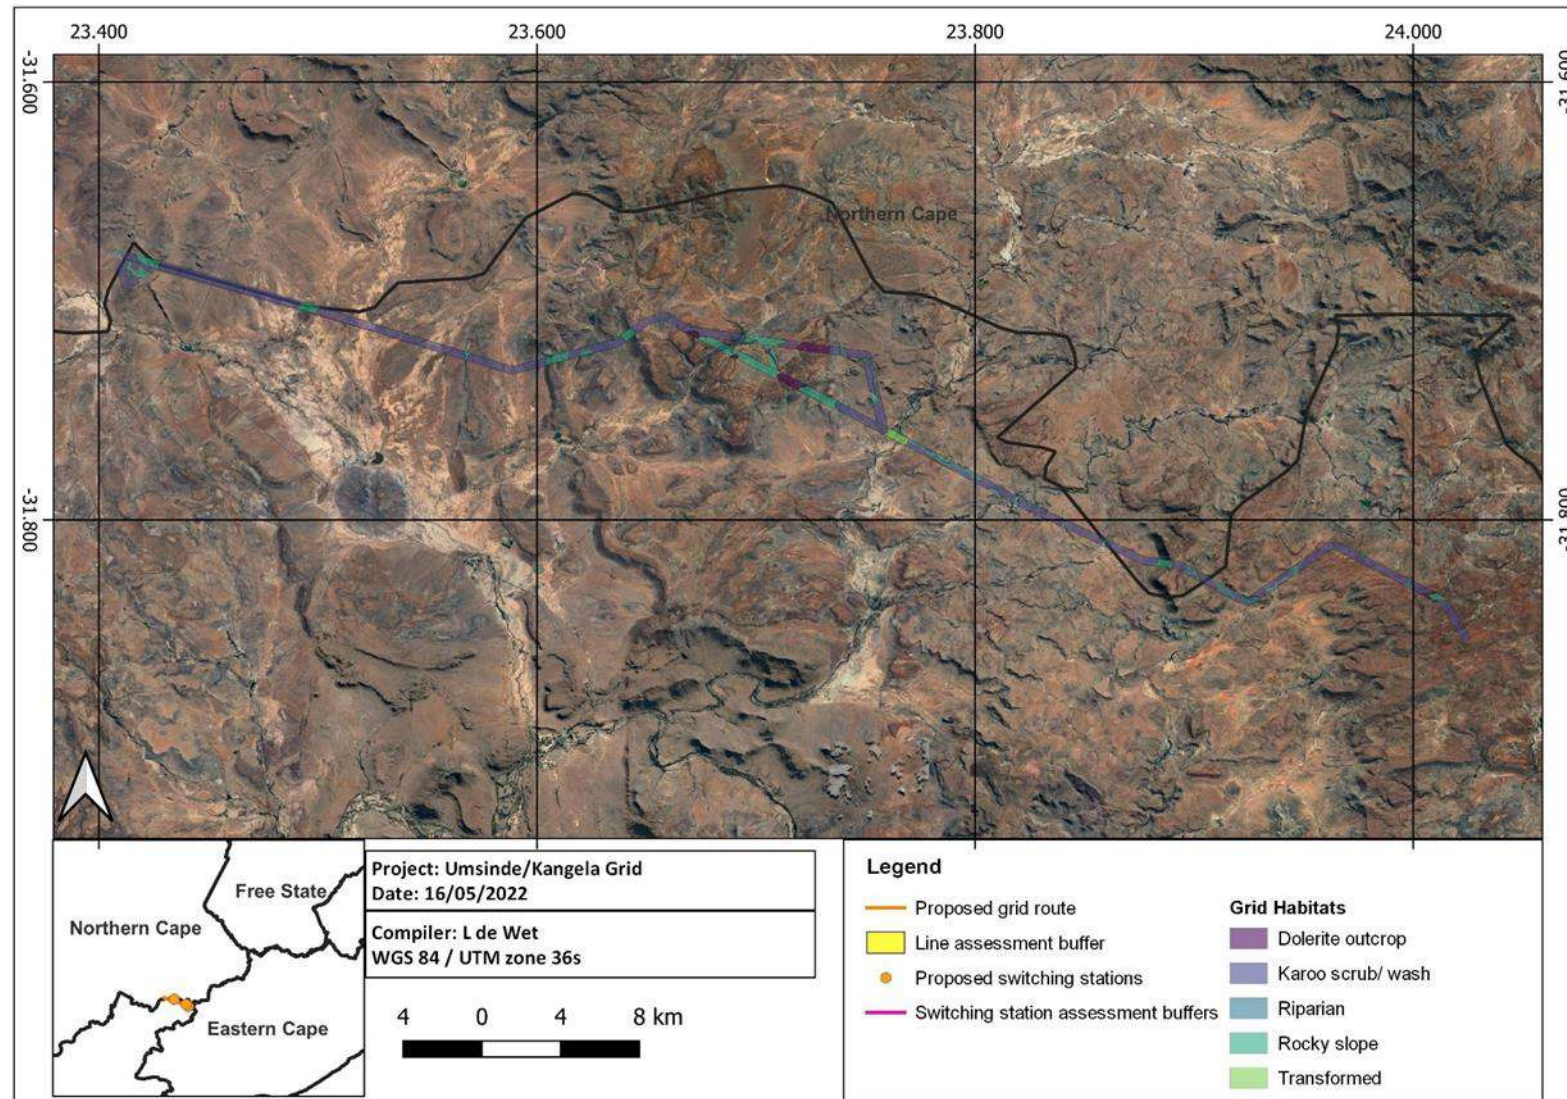 23.400 23.600 23.800 24.000
-31.600 -31.600
Northern Cape
-31.800 -31.800
Northern Cape
Free State
Eastern Cape
Project: Umsinde/Kangela Grid
Date: 16/05/2022
Compiler: L de Wet
WGS 84 / UTM zone 36s
4 0 4 8 km
Legend
Proposed grid route
Line assessment buffer
Proposed switching stations
Switching station assessment buffers
Grid Habitats
Dolerite outcrop
Karoo scrub/ wash
Riparian
Rocky slope
Transformed